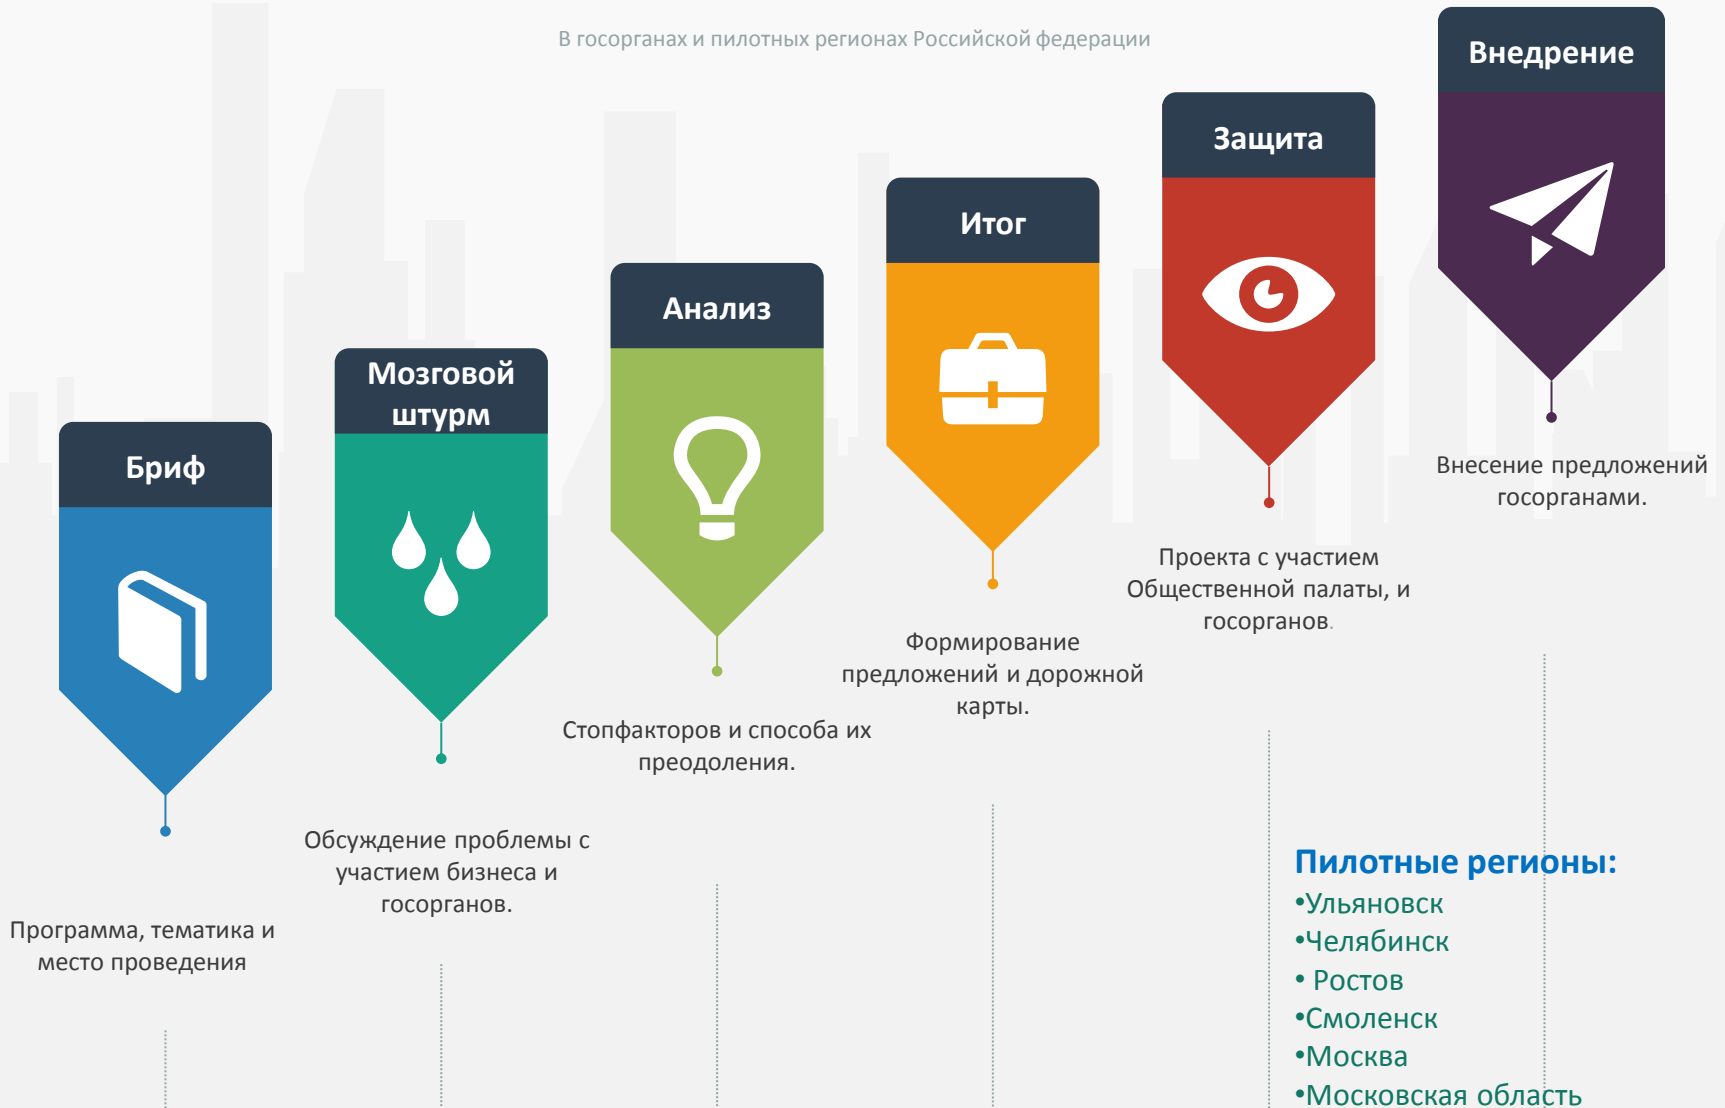 В госорганах и пилотных регионах Российской федерации
Бриф
Программа, тематика и
место проведения
Мозговой
штурм
Обсуждение проблемы с
участием бизнеса и
госорганов.
Анализ
Стопфакторов и способа их
преодоления.
Итог
Формирование
предложений и дорожной
карты.
Защита
Проекта с участием
Общественной палаты, и
госорганов.
Внедрение
Внесение предложений
госорганами.
Пилотные регионы:
•Ульяновск
•Челябинск
• Ростов
•Смоленск
•Москва
•Московская область